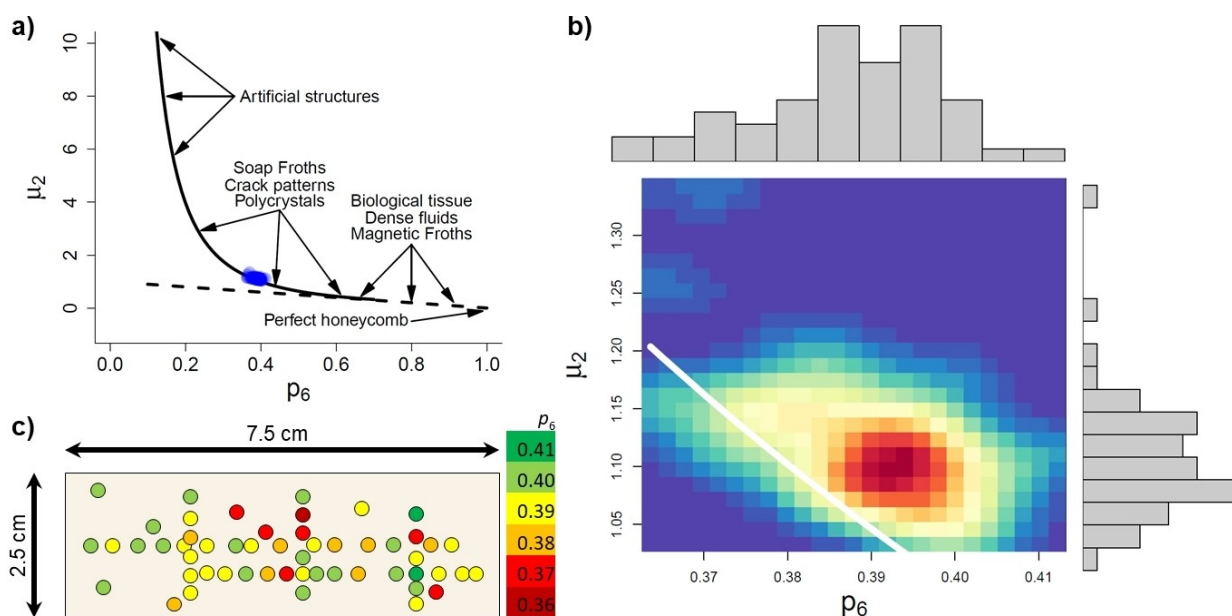 a)
10
8
6
4
2
0
μ2
Artificial structures
Soap Froths
Crack patterns
Polycrystals
Biological tissue
Dense fluids
Magnetic Froths
Perfect honeycomb
0.0 0.2 0.4 0.6 0.8 1.0
p6
b)
1.30
1.25
1.20
1.15
1.10
1.05
μ2
0.37 0.38 0.39 0.40 0.41
p6
c)
7.5 cm
2.5 cm
p6
0.41
0.40
0.39
0.38
0.37
0.36